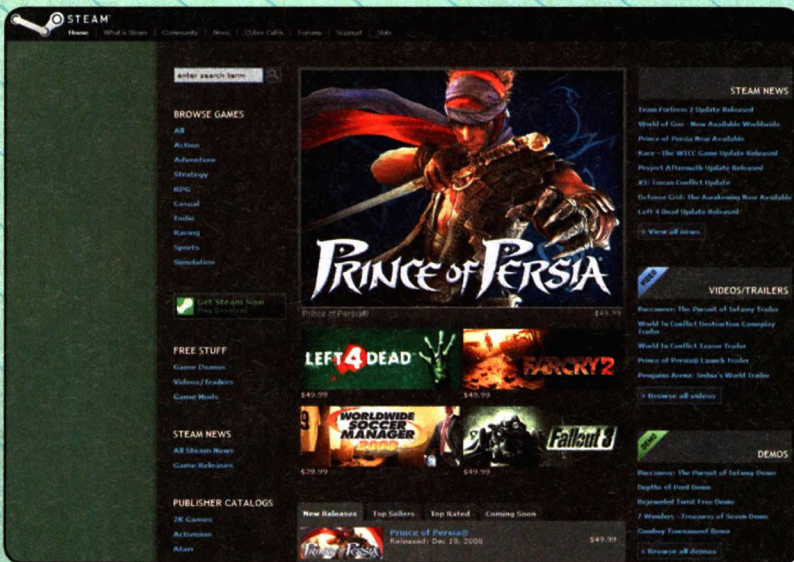 STEAM
Home | What is Steam | Community | News | Cyber Cafés | Forums | Support | Stats
enter search term
BROWSE GAMES
All
Action
Adventure
Strategy
RPG
Casual
Indie
Racing
Sports
Simulation
Get Steam Now
Free Download
FREE STUFF
Game Demos
Videos/Trailers
Game Mods
STEAM NEWS
All Steam News
Game Releases
PUBLISHER CATALOGS
2K Games
Activision
Atari
PRINCE OF PERSIA
Prince of Persia® $49.99
LEFT 4 DEAD
$49.99
FARCRY 2
$49.99
WORLDWIDE SOCCER MANAGER 2009
$29.99
Fallout 3
$49.99
New Releases Top Sellers Top Rated Coming Soon
PRINCE OF PERSIA
Prince of Persia®
Released: Dec 10, 2008
$49.99
STEAM NEWS
Team Fortress 2 Update Released
World of Goo - Now Available Worldwide
Prince of Persia Now Available
Race - The WTCC Game Update Released
Project Aftermath Update Released
X3: Terran Conflict Update
Defense Grid: The Awakening Now Available
Left 4 Dead Update Released
» View all news
VIDEO
VIDEOS/TRAILERS
Buccaneer: The Pursuit of Infamy Trailer
World In Conflict Destruction Gameplay
Trailer
World In Conflict Teaser Trailer
Prince of Persia® Launch Trailer
Penguins Arena: Sedna's World Trailer
» Browse all videos
DEMO
DEMOS
Buccaneer: The Pursuit of Infamy Demo
Depths of Peril Demo
Bejeweled Twist Free Demo
7 Wonders - Treasures of Seven Demo
Gumboy Tournament Demo
» Browse all demos